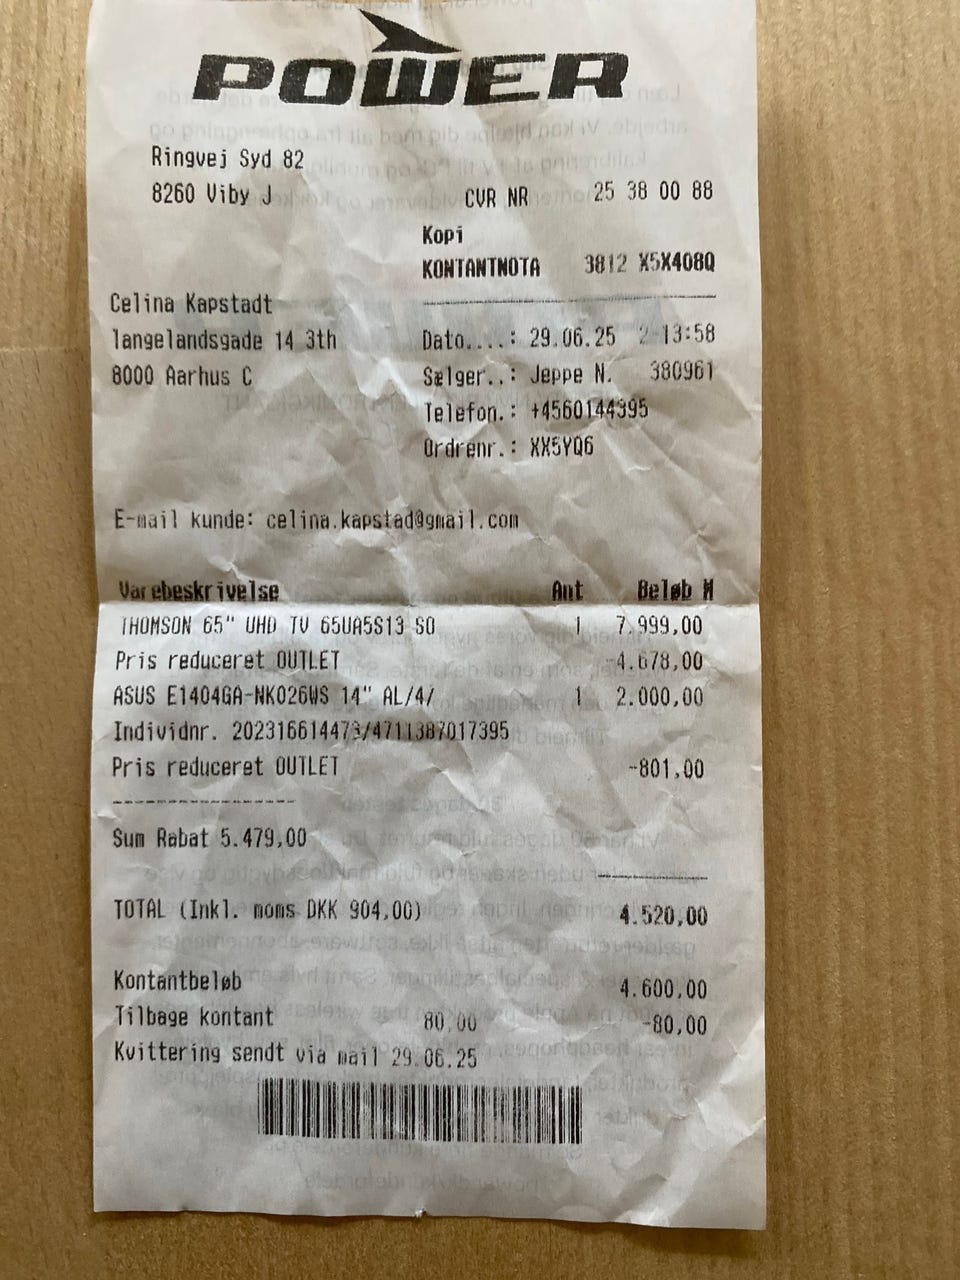 POWER
Ringvej Syd 82
8260 Viby J CVR NR 25 38 00 88
Kopi
KONTANTNOTA 3812 X5X408Q
Celina Kapstadt
langelandsgade 14 3th
8000 Aarhus C
Dato....: 29.06.25 2 13:58
Sælger..: Jeppe N. 380961
Telefon.: +4560144395
Ordrenr.: XX5YQ6
E-mail kunde: celina.kapstad@gmail.com
Varebeskrivelse Ant Beløb M
THOMSON 65" UHD TV 65UA5S13 SO 1 7.999,00
Pris reduceret OUTLET -4.678,00
ASUS E1404GA-NK026WS 14" AL/4/ 1 2.000,00
Individnr. 202316614473/4711387017395
Pris reduceret OUTLET -801,00
Sum Rabat 5.479,00
TOTAL (Inkl. moms DKK 904,00) 4.520,00
Kontantbeløb 4.600,00
Tilbage kontant 80,00 -80,00
Kvittering sendt via mail 29.06.25